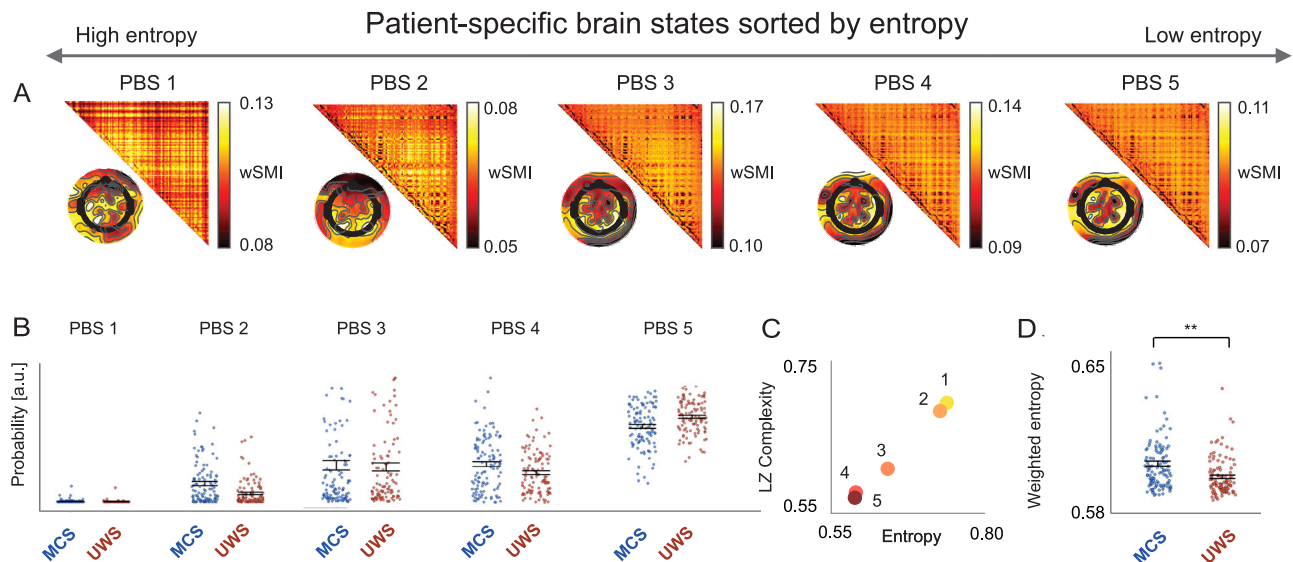 Patient-specific brain states sorted by entropy
High entropy
Low entropy
A
PBS 1
PBS 2
PBS 3
PBS 4
PBS 5
0.13
wSMI
0.08
0.08
wSMI
0.05
0.17
wSMI
0.10
0.14
wSMI
0.09
0.11
wSMI
0.07
B
PBS 1
PBS 2
PBS 3
PBS 4
PBS 5
Probability [a.u.]
MCS
UWS
MCS
UWS
MCS
UWS
MCS
UWS
MCS
UWS
C
0.75
LZ Complexity
0.55
1
2
3
4
5
0.55
Entropy
0.80
D
**
0.65
Weighted entropy
0.58
MCS
UWS